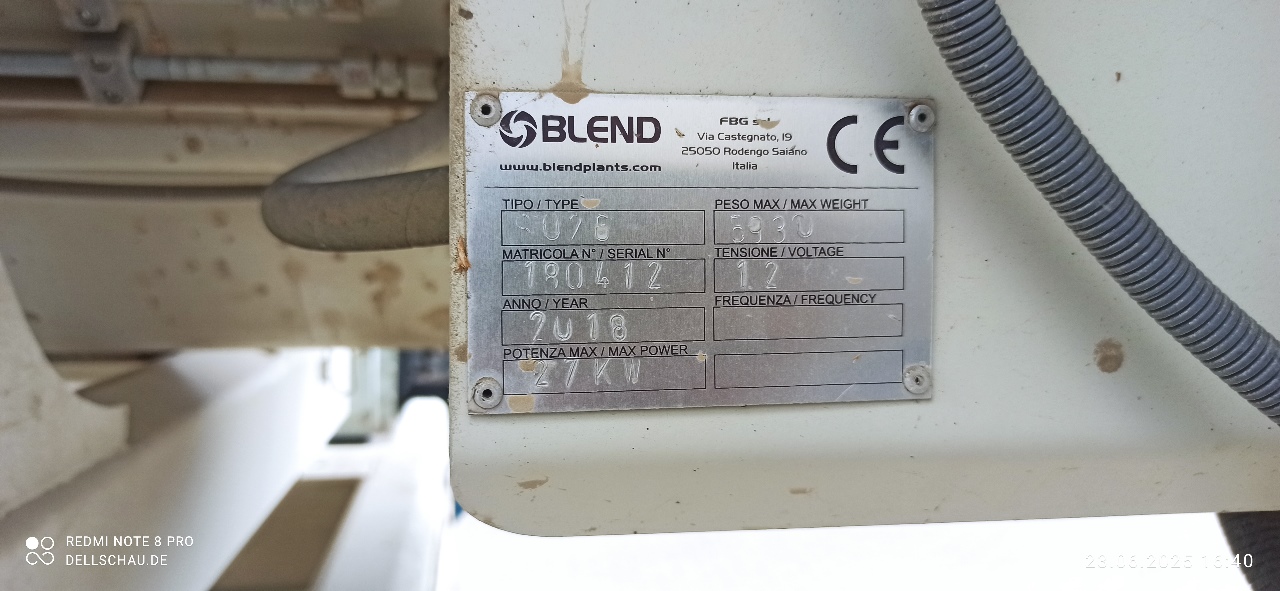 BLEND
www.blendplants.com
FBG srl
Via Castegnato, 19
25050 Rodengo Saiano
Italia
CE
TIPO / TYPE
PESO MAX / MAX WEIGHT
5930
MATRICOLA N° / SERIAL N°
180412
TENSIONE / VOLTAGE
12
ANNO / YEAR
2018
FREQUENZA / FREQUENCY
POTENZA MAX / MAX POWER
27KW
REDMI NOTE 8 PRO
DELLSCHAU.DE